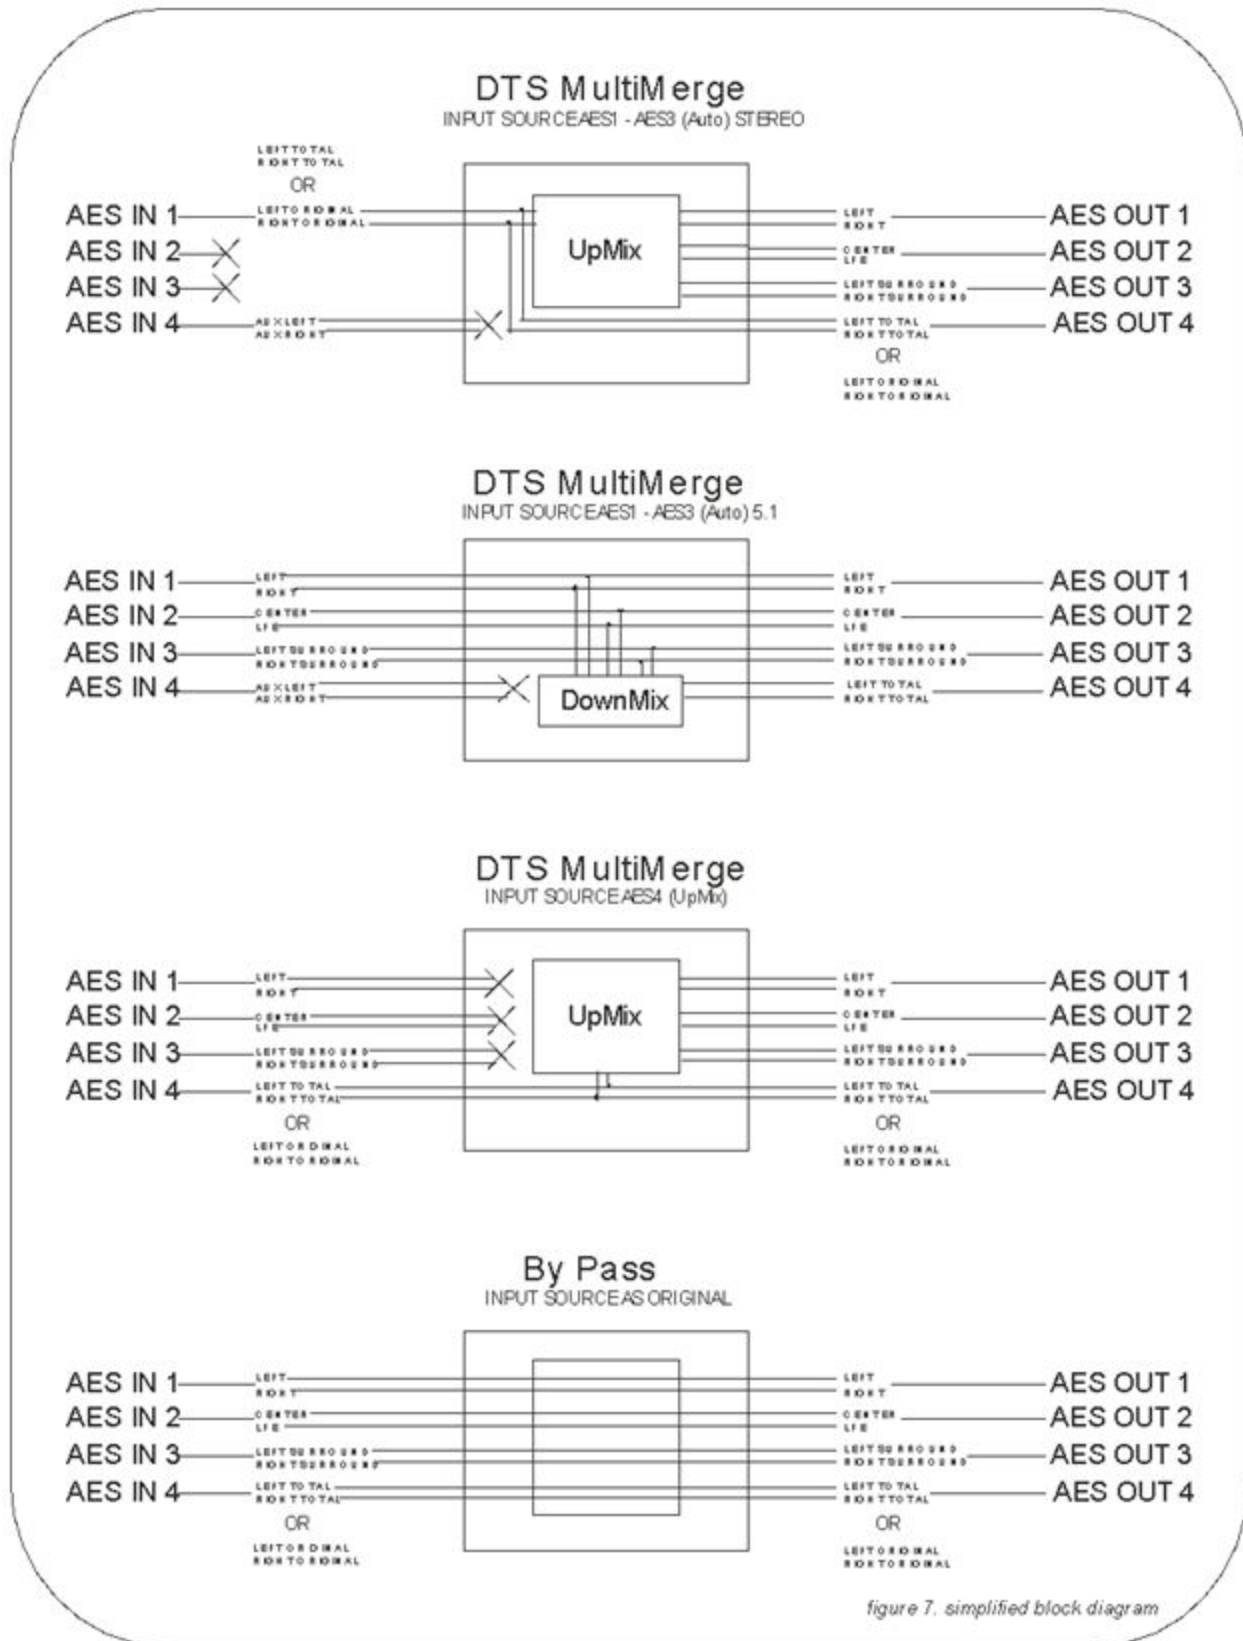 DTS MultiMerge
INPUT SOURCEAES1 - AES3 (Auto) STEREO
LEFT TOTAL
RIGHT TOTAL
OR
AES IN 1 LEFT ORIGINAL LEFT AES OUT 1
RIGHT ORIGINAL RIGHT
AES IN 2 UpMix CENTER AES OUT 2
LFE
AES IN 3 LEFT SURROUND AES OUT 3
RIGHT SURROUND
AES IN 4 AUX LEFT LEFT TOTAL AES OUT 4
AUX RIGHT RIGHT TOTAL
OR
LEFT ORIGINAL
RIGHT ORIGINAL
DTS MultiMerge
INPUT SOURCEAES1 - AES3 (Auto) 5.1
AES IN 1 LEFT LEFT AES OUT 1
RIGHT RIGHT
AES IN 2 CENTER CENTER AES OUT 2
LFE LFE
AES IN 3 LEFT SURROUND LEFT SURROUND AES OUT 3
RIGHT SURROUND RIGHT SURROUND
AES IN 4 AUX LEFT LEFT TOTAL AES OUT 4
AUX RIGHT DownMix RIGHT TOTAL
DTS MultiMerge
INPUT SOURCEAES4 (UpMix)
AES IN 1 LEFT LEFT AES OUT 1
RIGHT RIGHT
AES IN 2 CENTER UpMix CENTER AES OUT 2
LFE LFE
AES IN 3 LEFT SURROUND LEFT SURROUND AES OUT 3
RIGHT SURROUND RIGHT SURROUND
AES IN 4 LEFT TOTAL LEFT TOTAL AES OUT 4
RIGHT TOTAL RIGHT TOTAL
OR OR
LEFT ORDINAL LEFT ORIGINAL
RIGHT ORIGINAL RIGHT ORIGINAL
By Pass
INPUT SOURCEAS ORIGINAL
AES IN 1 LEFT LEFT AES OUT 1
RIGHT RIGHT
AES IN 2 CENTER CENTER AES OUT 2
LFE LFE
AES IN 3 LEFT SURROUND LEFT SURROUND AES OUT 3
RIGHT SURROUND RIGHT SURROUND
AES IN 4 LEFT TOTAL LEFT TOTAL AES OUT 4
RIGHT TOTAL RIGHT TOTAL
OR OR
LEFT ORDINAL LEFT ORIGINAL
RIGHT ORIGINAL RIGHT ORIGINAL
figure 7. simplified block diagram